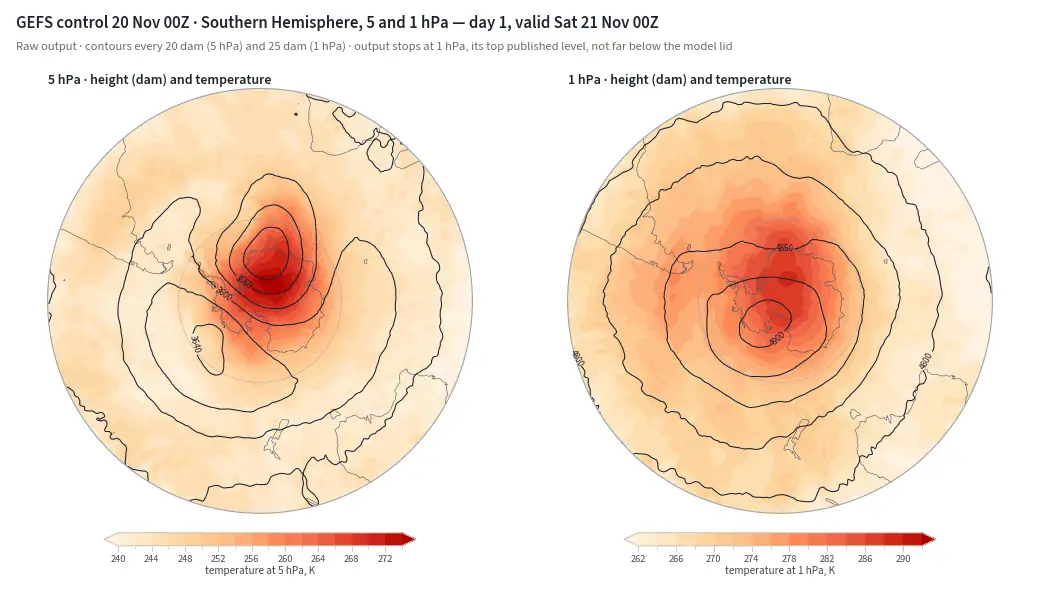 GEFS control 20 Nov 00Z · Southern Hemisphere, 5 and 1 hPa — day 1, valid Sat 21 Nov 00Z
Raw output · contours every 20 dam (5 hPa) and 25 dam (1 hPa) · output stops at 1 hPa, its top published level, not far below the model lid
5 hPa · height (dam) and temperature
1 hPa · height (dam) and temperature
3600
3640
4850
4900
4800
4800
240 244 248 252 256 260 264 268 272
temperature at 5 hPa, K
262 266 270 274 278 282 286 290
temperature at 1 hPa, K